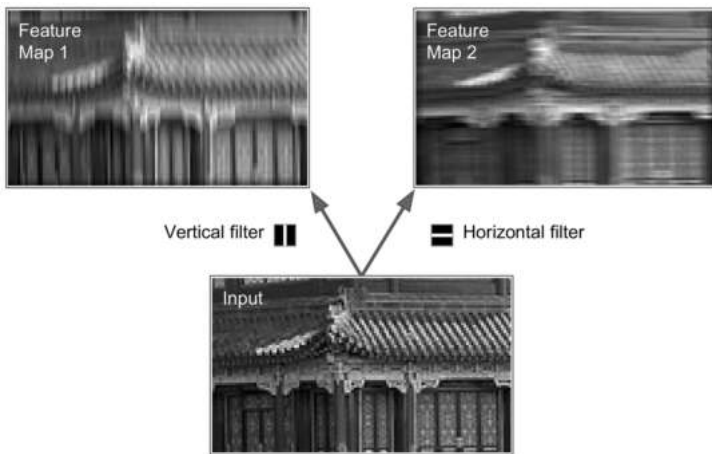 Feature
Map 1
Feature
Map 2
Vertical filter
Horizontal filter
Input